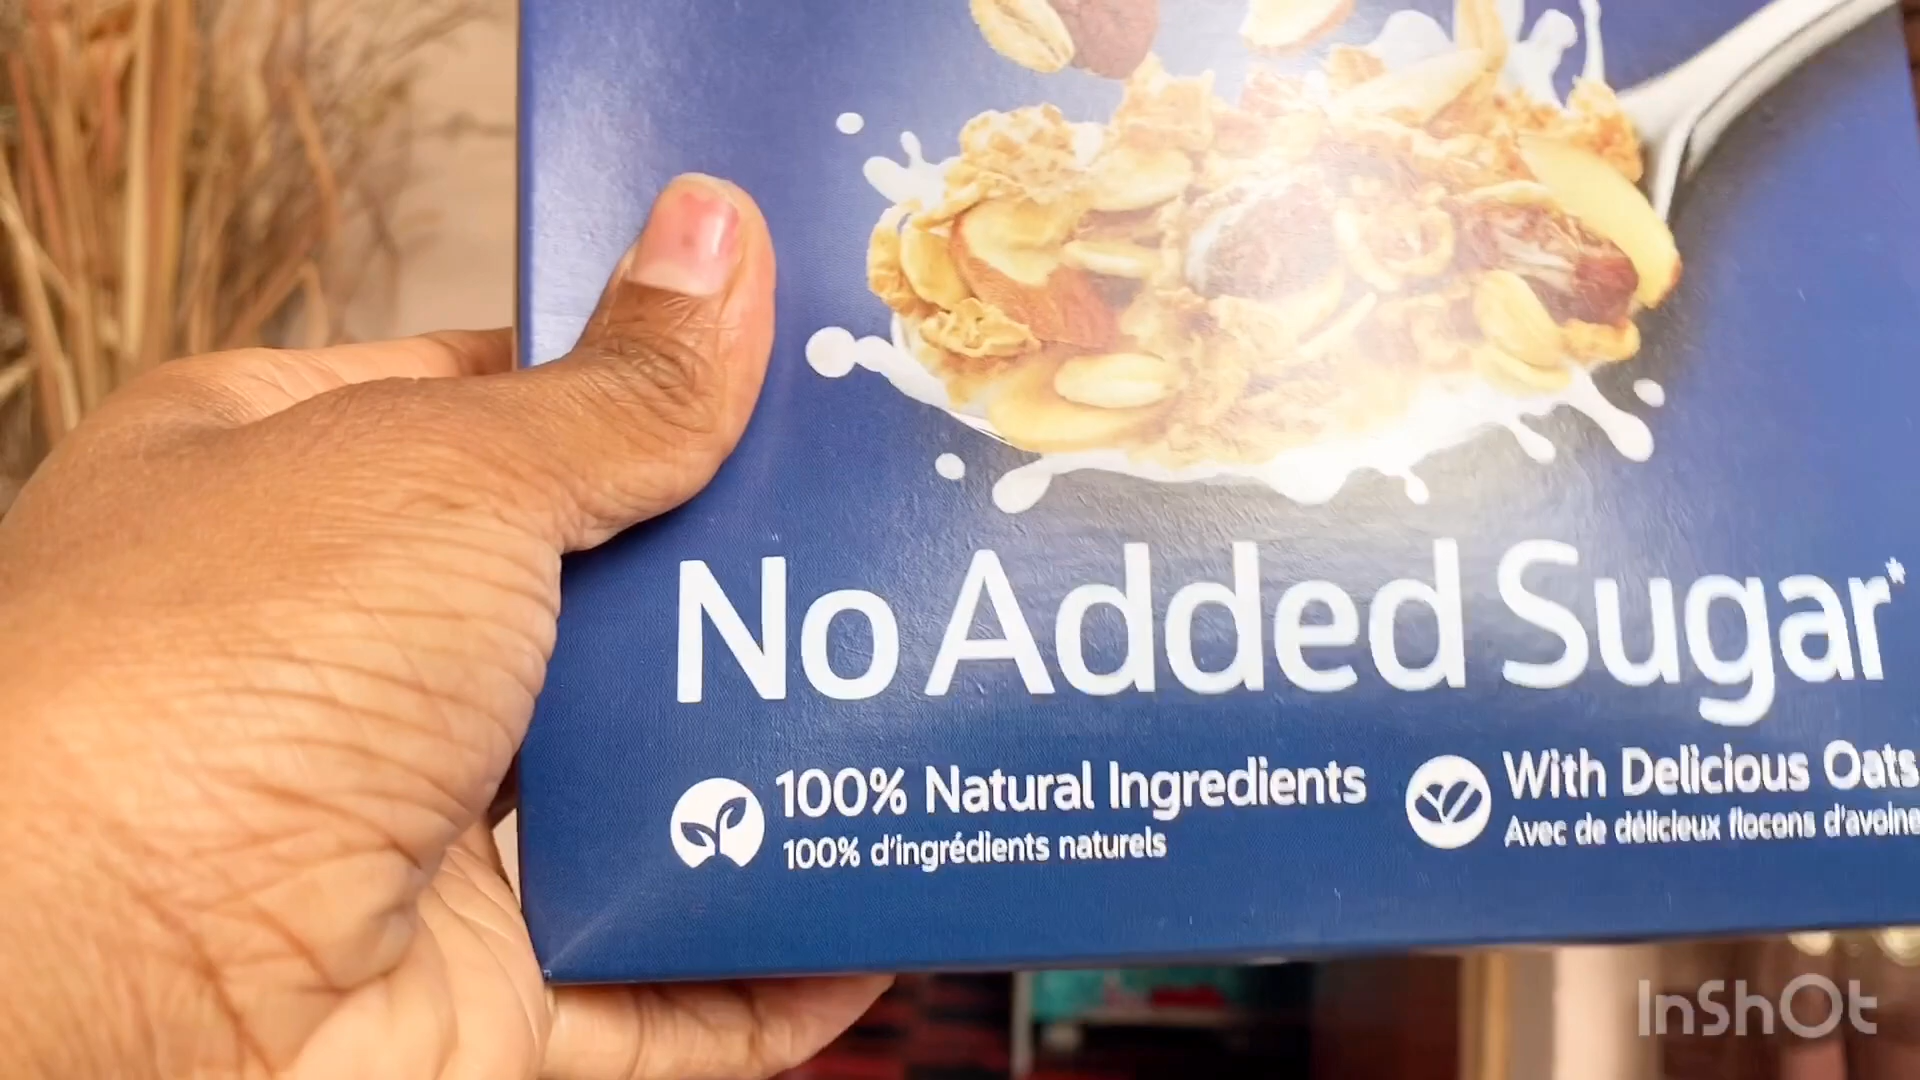 No Added Sugar*
100% Natural Ingredients
100% d'ingrédients naturels
With Delicious Oats
Avec de délicieux flocons d'avoine
InShOt